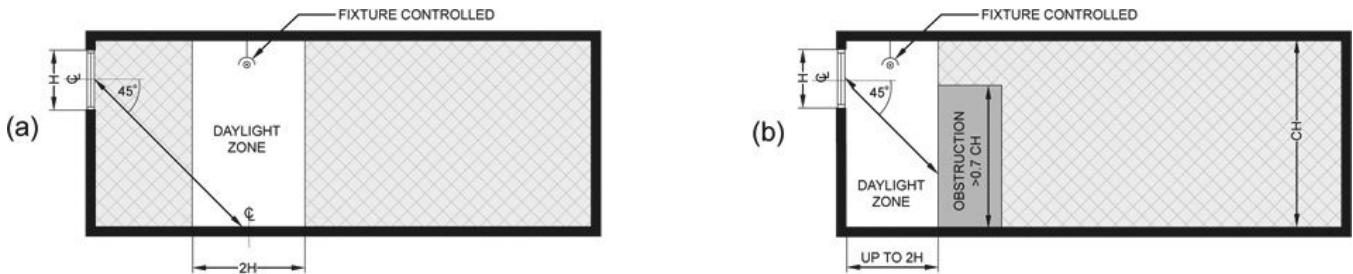 FIXTURE CONTROLLED
H
℄
45°
(a)
DAYLIGHT
ZONE
℄
2H
FIXTURE CONTROLLED
H
℄
45°
(b)
OBSTRUCTION
>0.7 CH
CH
DAYLIGHT
ZONE
UP TO 2H